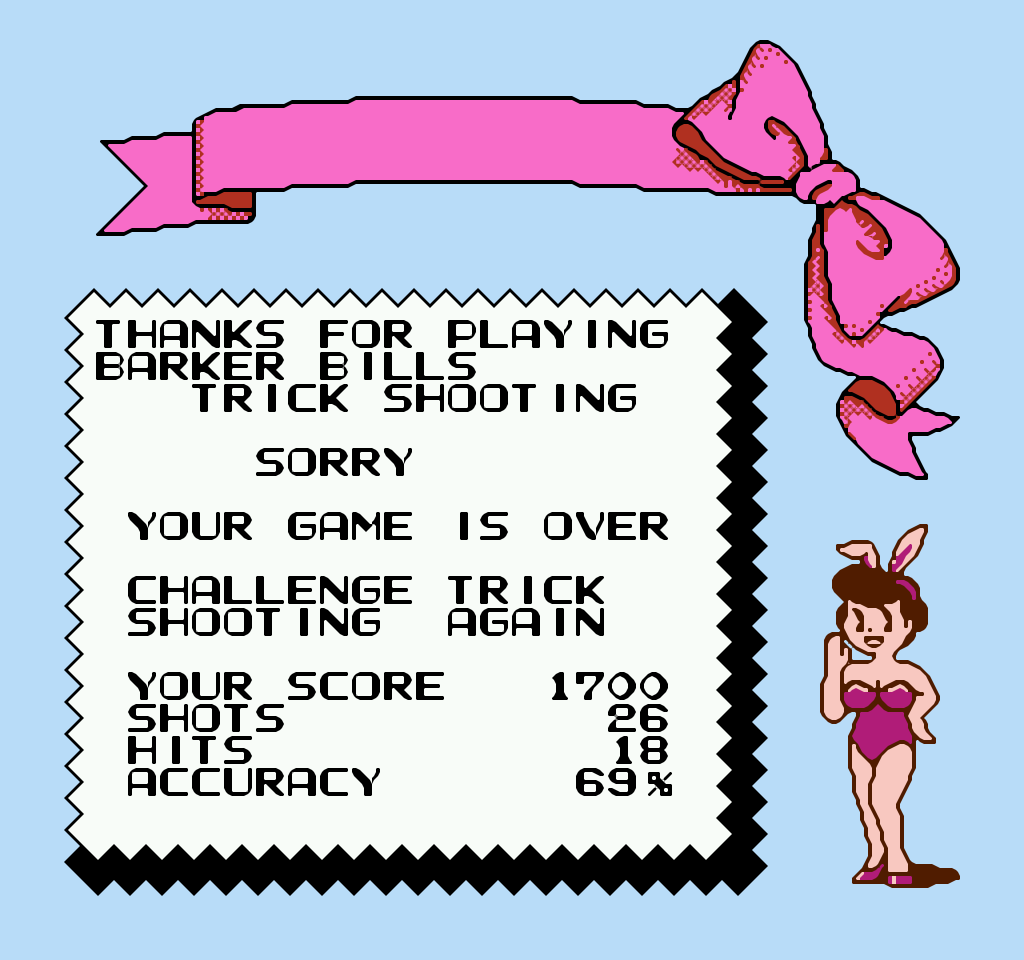 THANKS FOR PLAYING
BARKER BILLS
TRICK SHOOTING
SORRY
YOUR GAME IS OVER
CHALLENGE TRICK
SHOOTING AGAIN
YOUR SCORE 1700
SHOTS 26
HITS 18
ACCURACY 69%